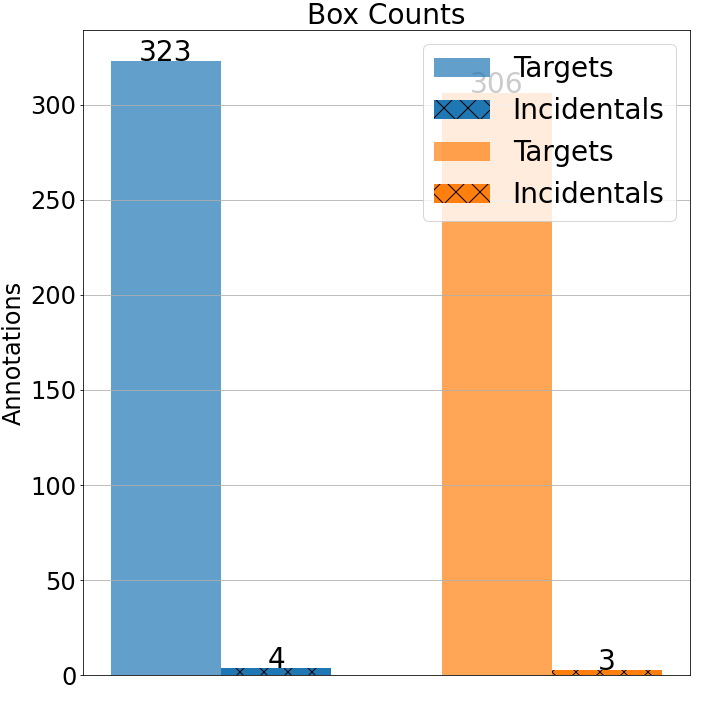 Box Counts
323
306
Targets
Incidentals
Targets
Incidentals
300
250
200
150
100
50
0
Annotations
4
3